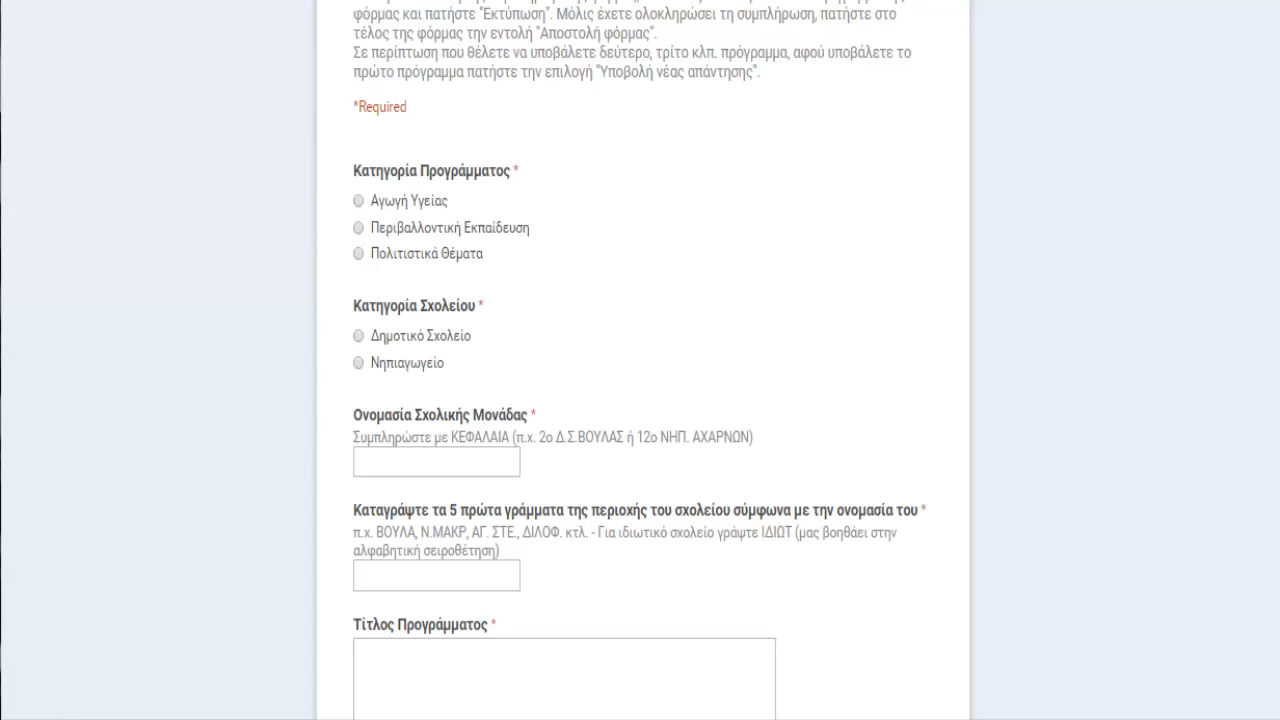 φόρμας και πατήστε "Εκτύπωση". Μόλις έχετε ολοκληρώσει τη συμπλήρωση, πατήστε στο
τέλος της φόρμας την εντολή "Αποστολή φόρμας".
Σε περίπτωση που θέλετε να υποβάλετε δεύτερο, τρίτο κλπ. πρόγραμμα, αφού υποβάλετε το
πρώτο πρόγραμμα πατήστε την επιλογή "Υποβολή νέας απάντησης".
*Required
Κατηγορία Προγράμματος *
Αγωγή Υγείας
Περιβαλλοντική Εκπαίδευση
Πολιτιστικά Θέματα
Κατηγορία Σχολείου *
Δημοτικό Σχολείο
Νηπιαγωγείο
Ονομασία Σχολικής Μονάδας *
Συμπληρώστε με ΚΕΦΑΛΑΙΑ (π.χ. 2ο Δ.Σ.ΒΟΥΛΑΣ ή 12ο ΝΗΠ. ΑΧΑΡΝΩΝ)
Καταγράψτε τα 5 πρώτα γράμματα της περιοχής του σχολείου σύμφωνα με την ονομασία του *
π.χ. ΒΟΥΛΑ, Ν.ΜΑΚΡ, ΑΓ. ΣΤΕ., ΔΙΛΟΦ. κτλ. - Για ιδιωτικό σχολείο γράψτε ΙΔΙΩΤ (μας βοηθάει στην
αλφαβητική σειροθέτηση)
Τίτλος Προγράμματος *